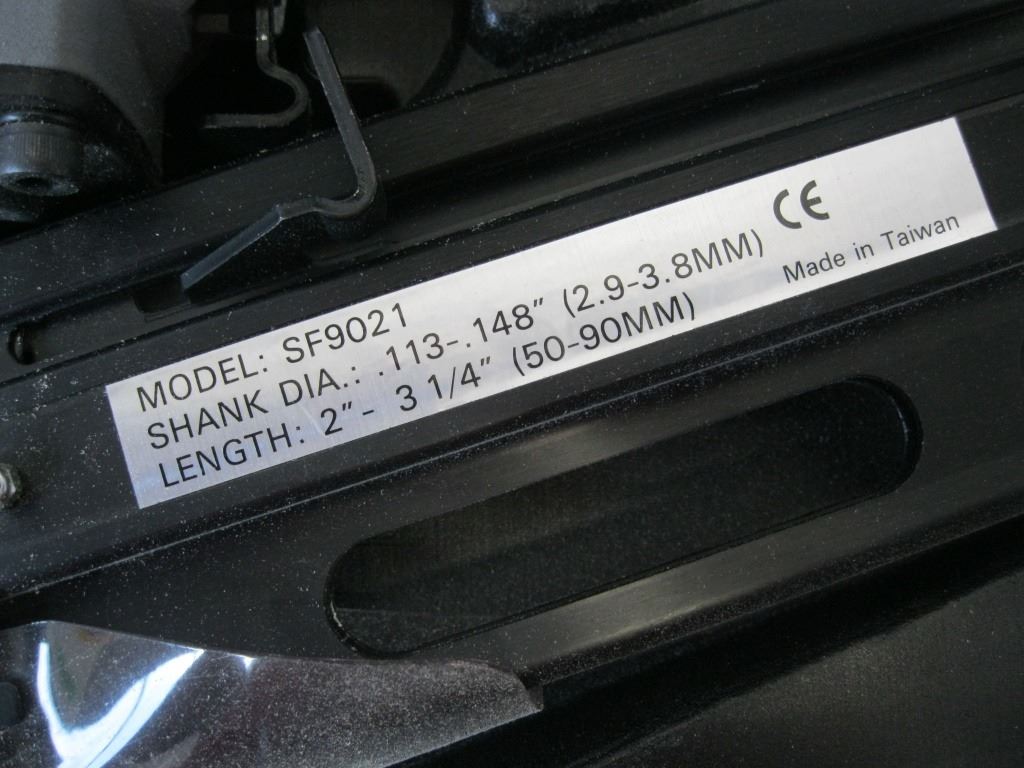 MODEL: SF9021
SHANK DIA.: .113-.148" (2.9-3.8MM)
LENGTH: 2"- 3 1/4" (50-90MM)
CE
Made in Taiwan